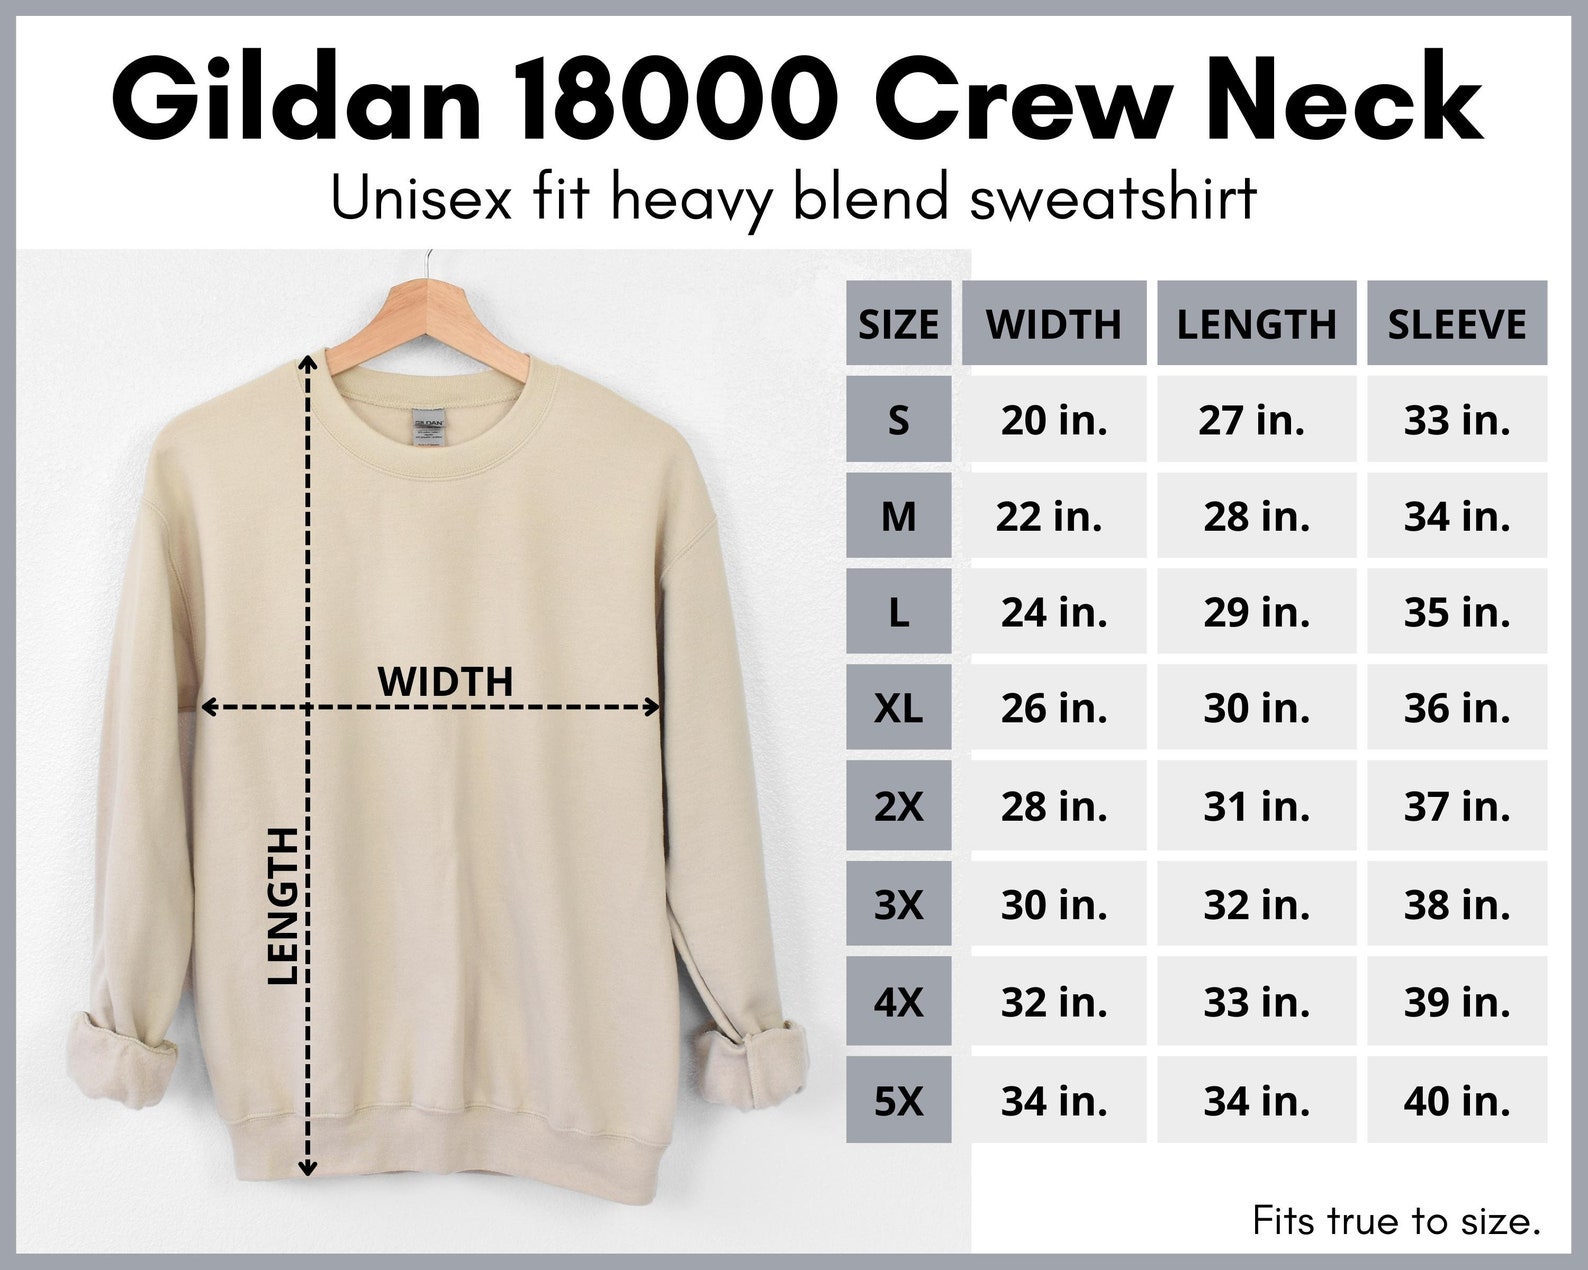 Gildan 18000 Crew Neck
Unisex fit heavy blend sweatshirt
GILDAN
WIDTH
LENGTH
SIZE WIDTH LENGTH SLEEVE
S 20 in. 27 in. 33 in.
M 22 in. 28 in. 34 in.
L 24 in. 29 in. 35 in.
XL 26 in. 30 in. 36 in.
2X 28 in. 31 in. 37 in.
3X 30 in. 32 in. 38 in.
4X 32 in. 33 in. 39 in.
5X 34 in. 34 in. 40 in.
Fits true to size.